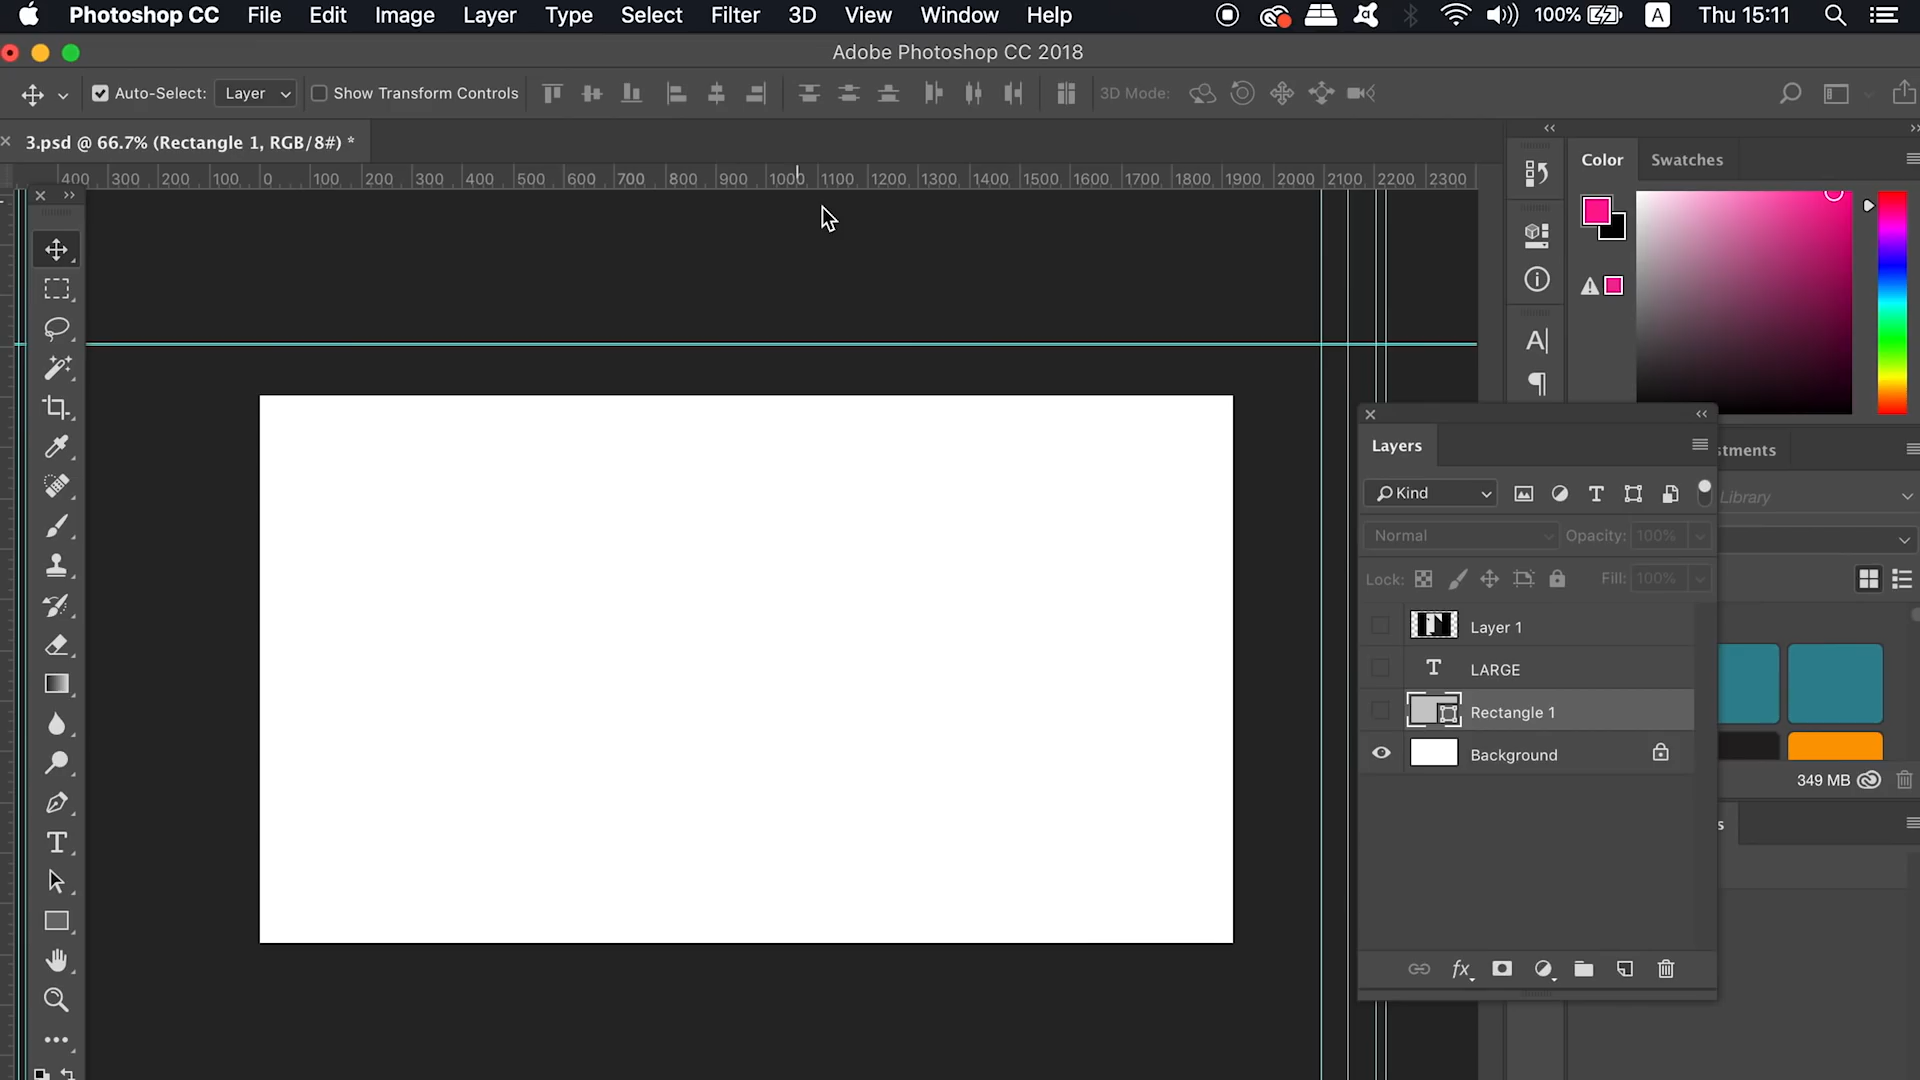 Photoshop CC File Edit Image Layer Type Select Filter 3D View Window Help 100% A Thu 15:11
Adobe Photoshop CC 2018
Auto-Select: Layer Show Transform Controls 3D Mode:
3.psd @ 66.7% (Rectangle 1, RGB/8#) *
400 300 200 100 0 100 200 300 400 500 600 700 800 900 1000 1100 1200 1300 1400 1500 1600 1700 1800 1900 2000 2100 2200 2300
Color Swatches
Layers
stments
Kind
Library
Normal Opacity: 100%
Lock: Fill: 100%
Layer 1
T LARGE
Rectangle 1
Background
349 MB
s
fx